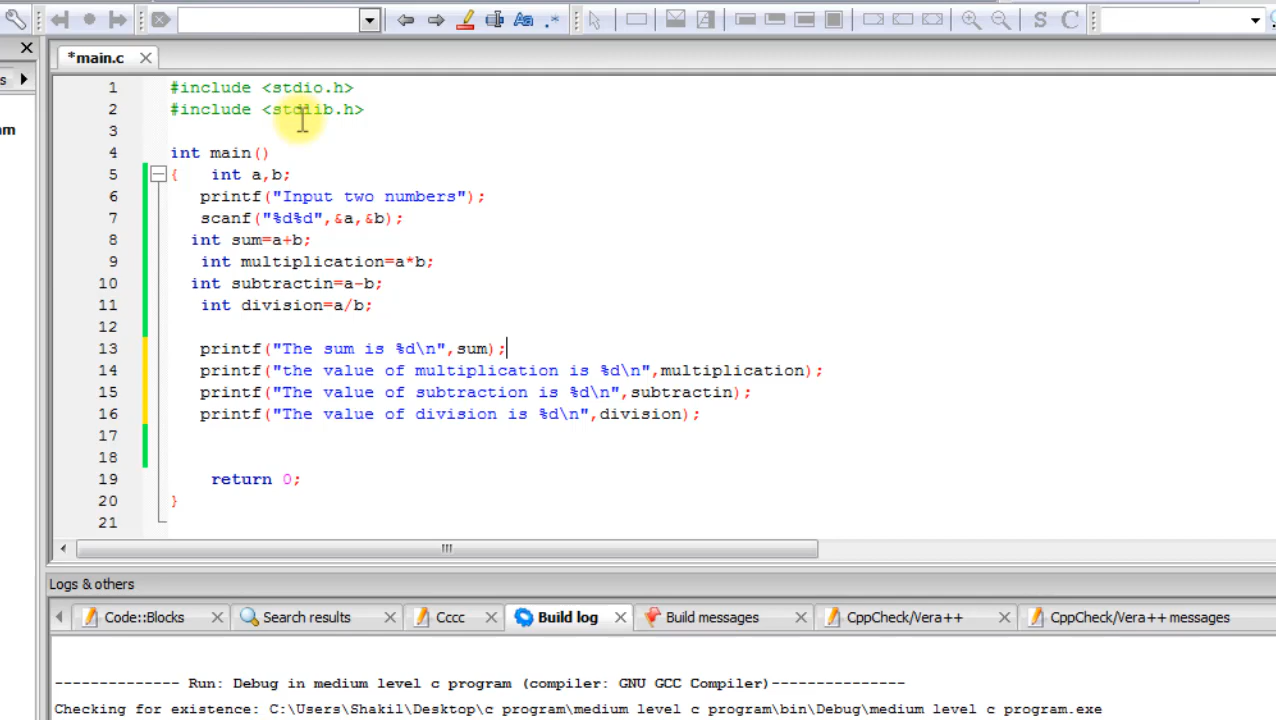 *main.c
s
am
1 #include <stdio.h>
2 #include <stdlib.h>
3
4 int main()
5 { int a,b;
6 printf("Input two numbers");
7 scanf("%d%d",&a,&b);
8 int sum=a+b;
9 int multiplication=a*b;
10 int subtractin=a-b;
11 int division=a/b;
12
13 printf("The sum is %d\n",sum);
14 printf("the value of multiplication is %d\n",multiplication);
15 printf("The value of subtraction is %d\n",subtractin);
16 printf("The value of division is %d\n",division);
17
18
19 return 0;
20 }
21
Logs & others
Code::Blocks Search results Cccc Build log Build messages CppCheck/Vera++ CppCheck/Vera++ messages
-------------- Run: Debug in medium level c program (compiler: GNU GCC Compiler)---------------
Checking for existence: C:\Users\Shakil\Desktop\c program\medium level c program\bin\Debug\medium level c program.exe